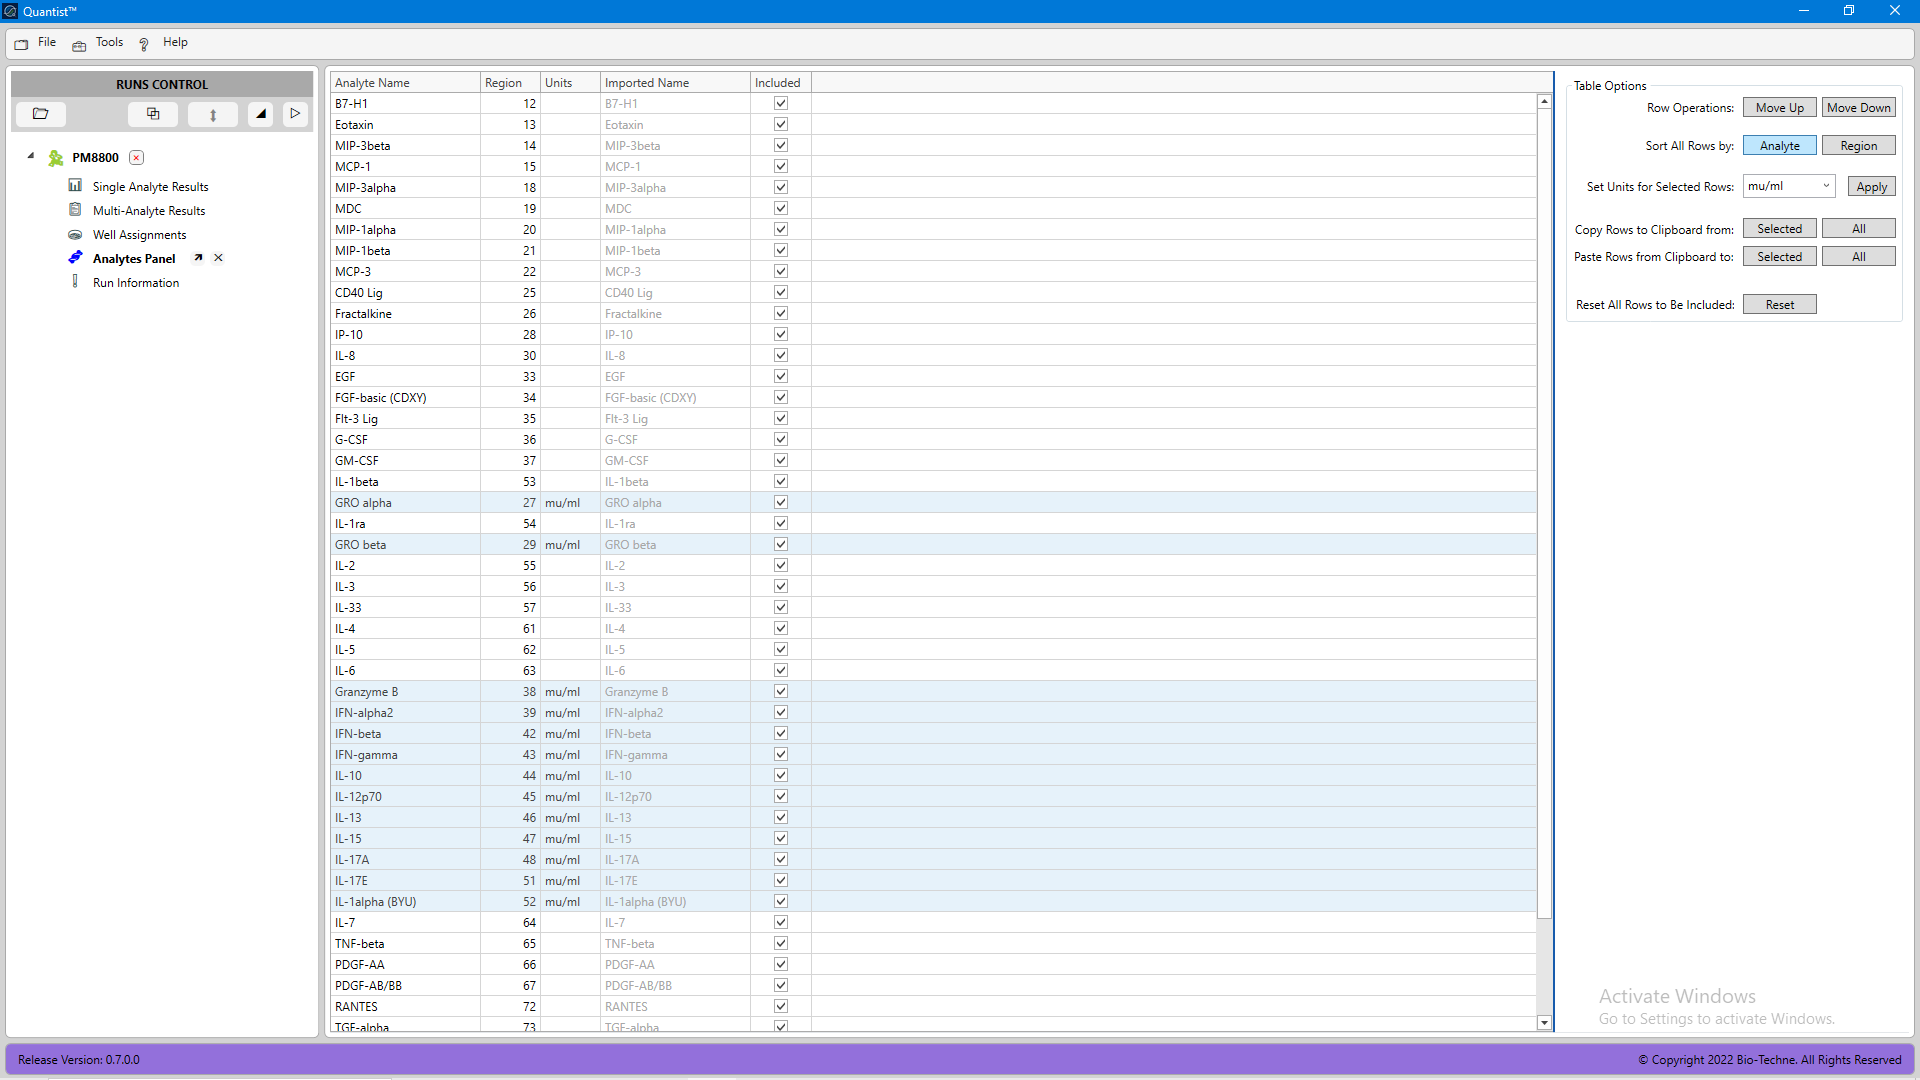 Quantist™
File Tools Help
RUNS CONTROL
PM8800
Single Analyte Results
Multi-Analyte Results
Well Assignments
Analytes Panel
Run Information
Analyte Name Region Units Imported Name Included
B7-H1 12 B7-H1
Eotaxin 13 Eotaxin
MIP-3beta 14 MIP-3beta
MCP-1 15 MCP-1
MIP-3alpha 18 MIP-3alpha
MDC 19 MDC
MIP-1alpha 20 MIP-1alpha
MIP-1beta 21 MIP-1beta
MCP-3 22 MCP-3
CD40 Lig 25 CD40 Lig
Fractalkine 26 Fractalkine
IP-10 28 IP-10
IL-8 30 IL-8
EGF 33 EGF
FGF-basic (CDXY) 34 FGF-basic (CDXY)
Flt-3 Lig 35 Flt-3 Lig
G-CSF 36 G-CSF
GM-CSF 37 GM-CSF
IL-1beta 53 IL-1beta
GRO alpha 27 mu/ml GRO alpha
IL-1ra 54 IL-1ra
GRO beta 29 mu/ml GRO beta
IL-2 55 IL-2
IL-3 56 IL-3
IL-33 57 IL-33
IL-4 61 IL-4
IL-5 62 IL-5
IL-6 63 IL-6
Granzyme B 38 mu/ml Granzyme B
IFN-alpha2 39 mu/ml IFN-alpha2
IFN-beta 42 mu/ml IFN-beta
IFN-gamma 43 mu/ml IFN-gamma
IL-10 44 mu/ml IL-10
IL-12p70 45 mu/ml IL-12p70
IL-13 46 mu/ml IL-13
IL-15 47 mu/ml IL-15
IL-17A 48 mu/ml IL-17A
IL-17E 51 mu/ml IL-17E
IL-1alpha (BYU) 52 mu/ml IL-1alpha (BYU)
IL-7 64 IL-7
TNF-beta 65 TNF-beta
PDGF-AA 66 PDGF-AA
PDGF-AB/BB 67 PDGF-AB/BB
RANTES 72 RANTES
TGF-alpha 73 TGF-alpha
Table Options
Row Operations: Move Up Move Down
Sort All Rows by: Analyte Region
Set Units for Selected Rows: mu/ml Apply
Copy Rows to Clipboard from: Selected All
Paste Rows from Clipboard to: Selected All
Reset All Rows to Be Included: Reset
Activate Windows
Go to Settings to activate Windows.
Release Version: 0.7.0.0
© Copyright 2022 Bio-Techne. All Rights Reserved